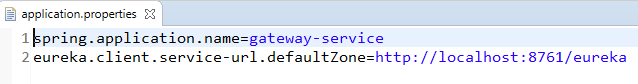 application.properties
1 spring.application.name=gateway-service
2 eureka.client.service-url.defaultZone=http://localhost:8761/eureka